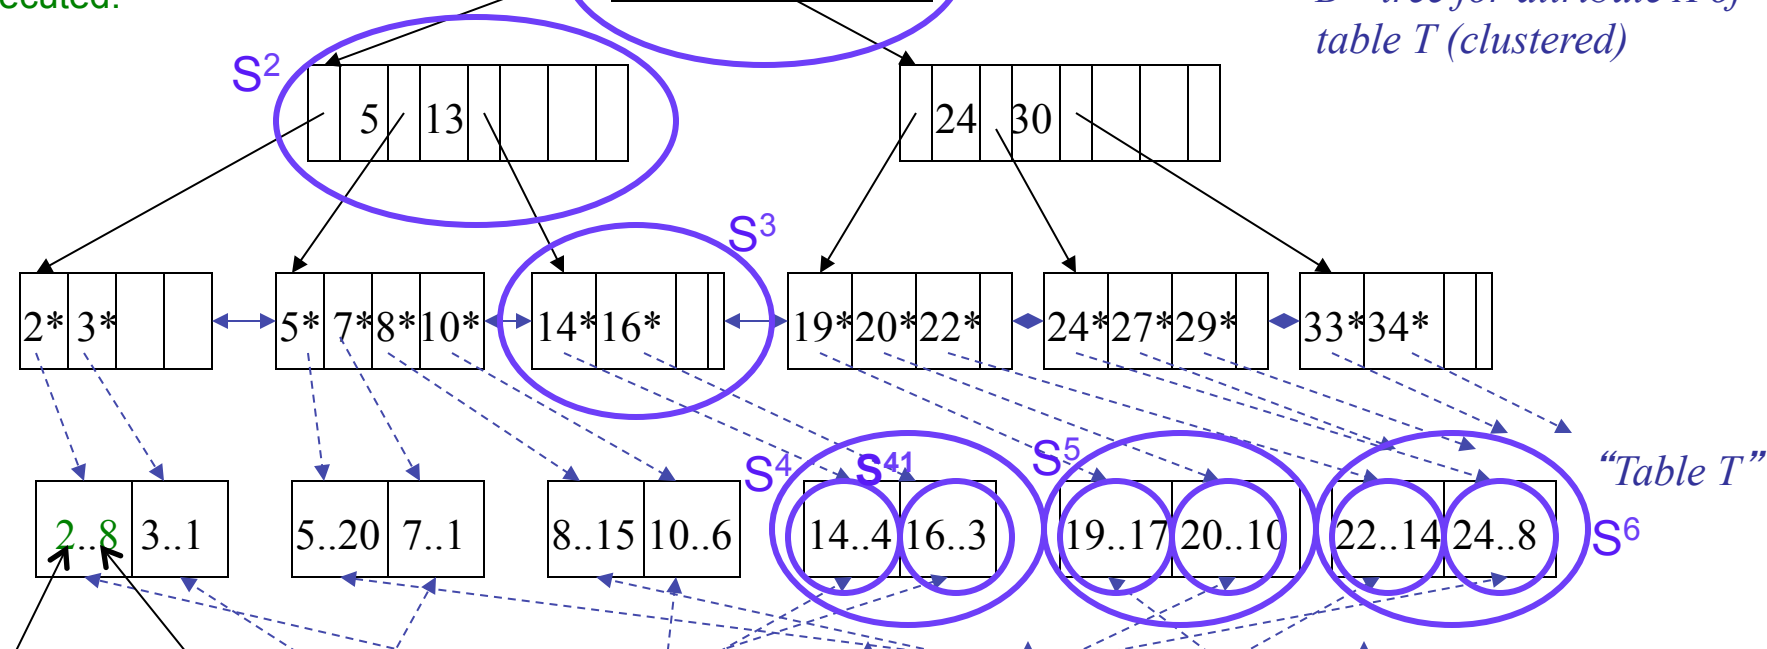 ecuted.
table T (clustered)
S²
5 13
24 30
S³
2* 3*
5* 7* 8* 10*
14* 16*
19* 20* 22*
24* 27* 29*
33* 34*
S⁴ S⁴¹
S⁵
“Table T”
2..8 3..1
5..20 7..1
8..15 10..6
14..4 16..3
19..17 20..10
22..14 24..8
S⁶